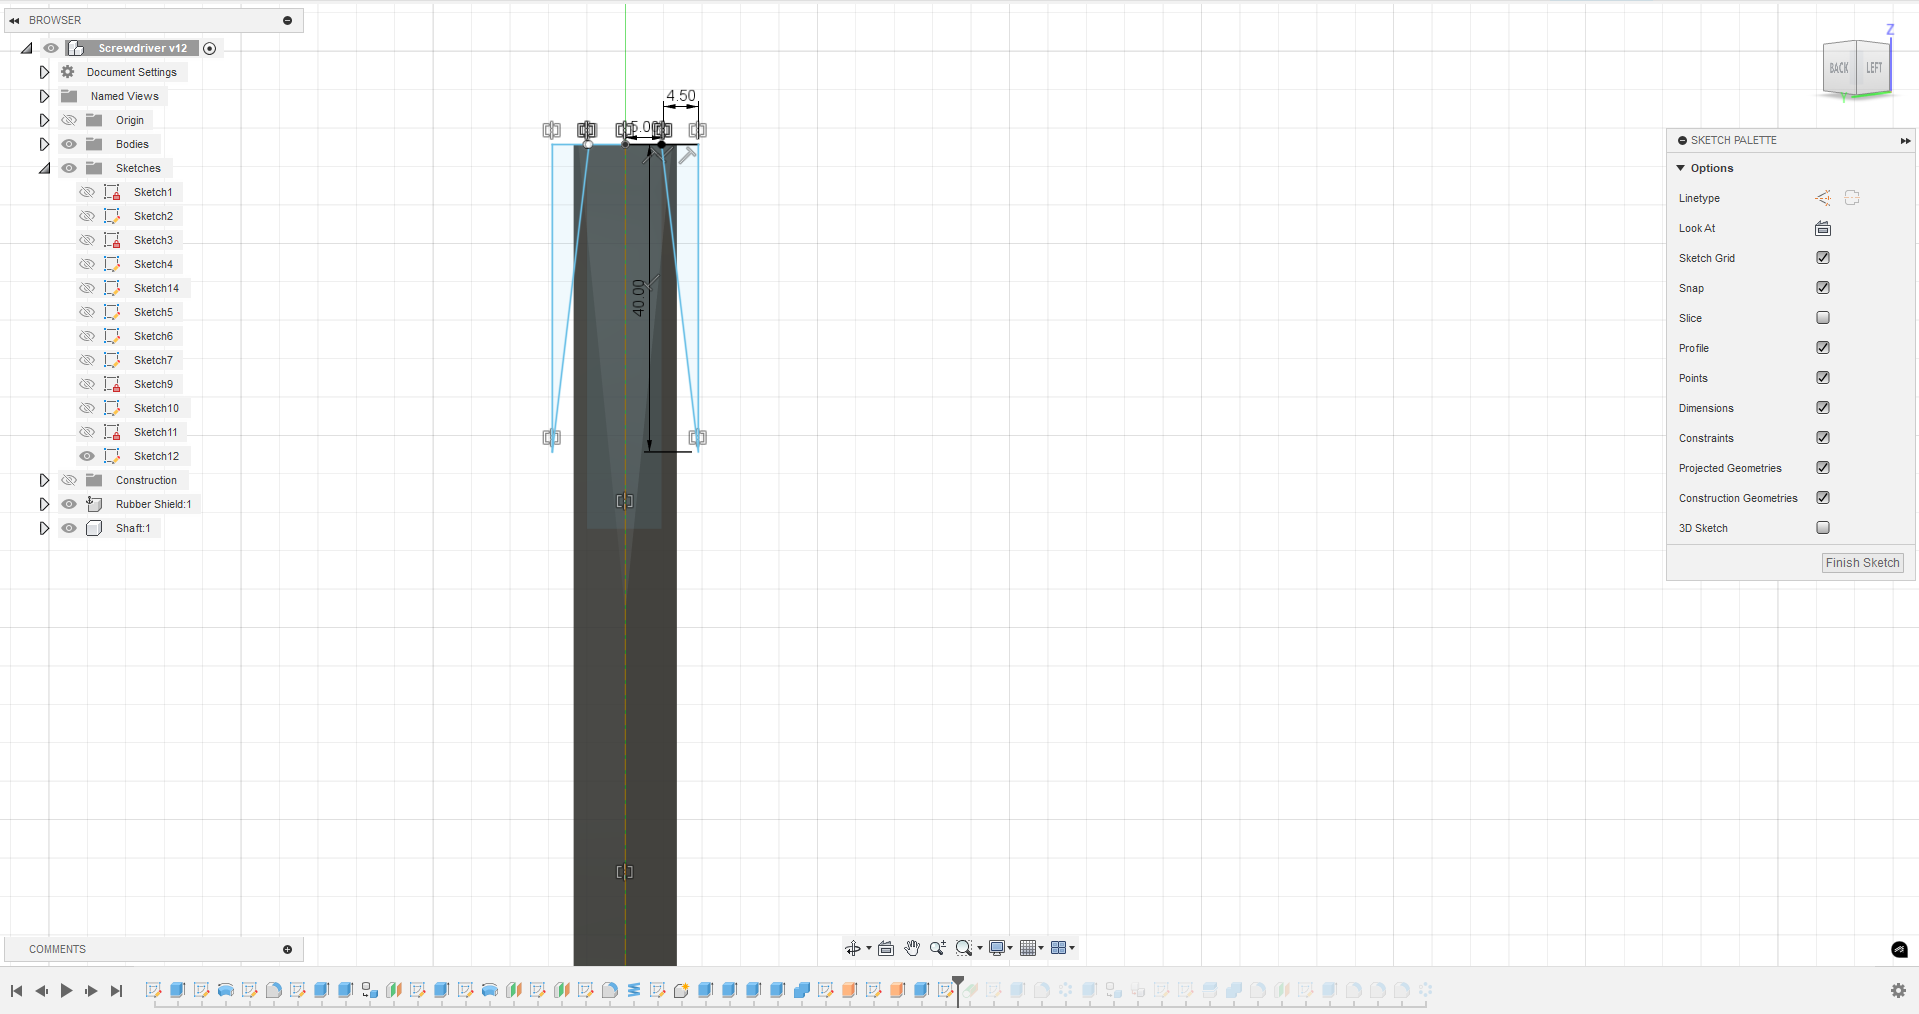 BROWSER
Screwdriver v12
Document Settings
Named Views
Origin
Bodies
Sketches
Sketch1
Sketch2
Sketch3
Sketch4
Sketch14
Sketch5
Sketch6
Sketch7
Sketch9
Sketch10
Sketch11
Sketch12
Construction
Rubber Shield:1
Shaft:1
4.50
5.00
40.00
Z
BACK
LEFT
Y
SKETCH PALETTE
Options
Linetype
Look At
Sketch Grid
Snap
Slice
Profile
Points
Dimensions
Constraints
Projected Geometries
Construction Geometries
3D Sketch
Finish Sketch
COMMENTS